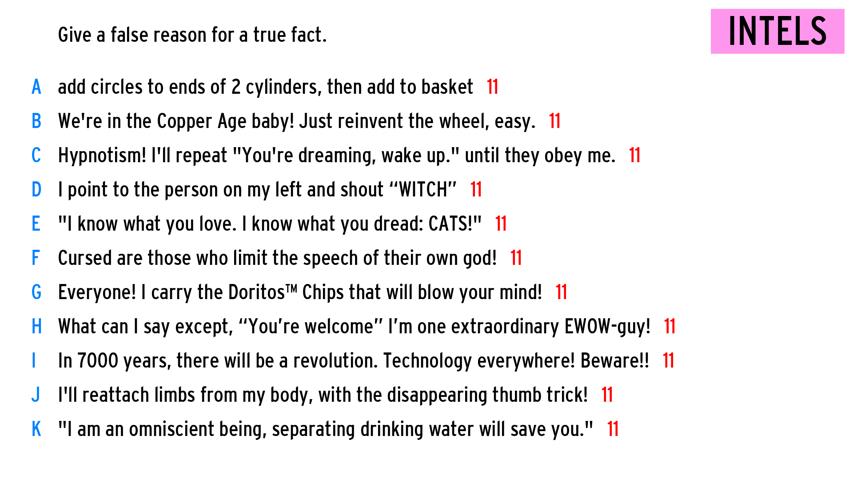 Give a false reason for a true fact.
INTELS
A add circles to ends of 2 cylinders, then add to basket 11
B We're in the Copper Age baby! Just reinvent the wheel, easy. 11
C Hypnotism! I'll repeat "You're dreaming, wake up." until they obey me. 11
D I point to the person on my left and shout “WITCH” 11
E "I know what you love. I know what you dread: CATS!" 11
F Cursed are those who limit the speech of their own god! 11
G Everyone! I carry the Doritos™ Chips that will blow your mind! 11
H What can I say except, “You’re welcome” I’m one extraordinary EWOW-guy! 11
I In 7000 years, there will be a revolution. Technology everywhere! Beware!! 11
J I'll reattach limbs from my body, with the disappearing thumb trick! 11
K "I am an omniscient being, separating drinking water will save you." 11